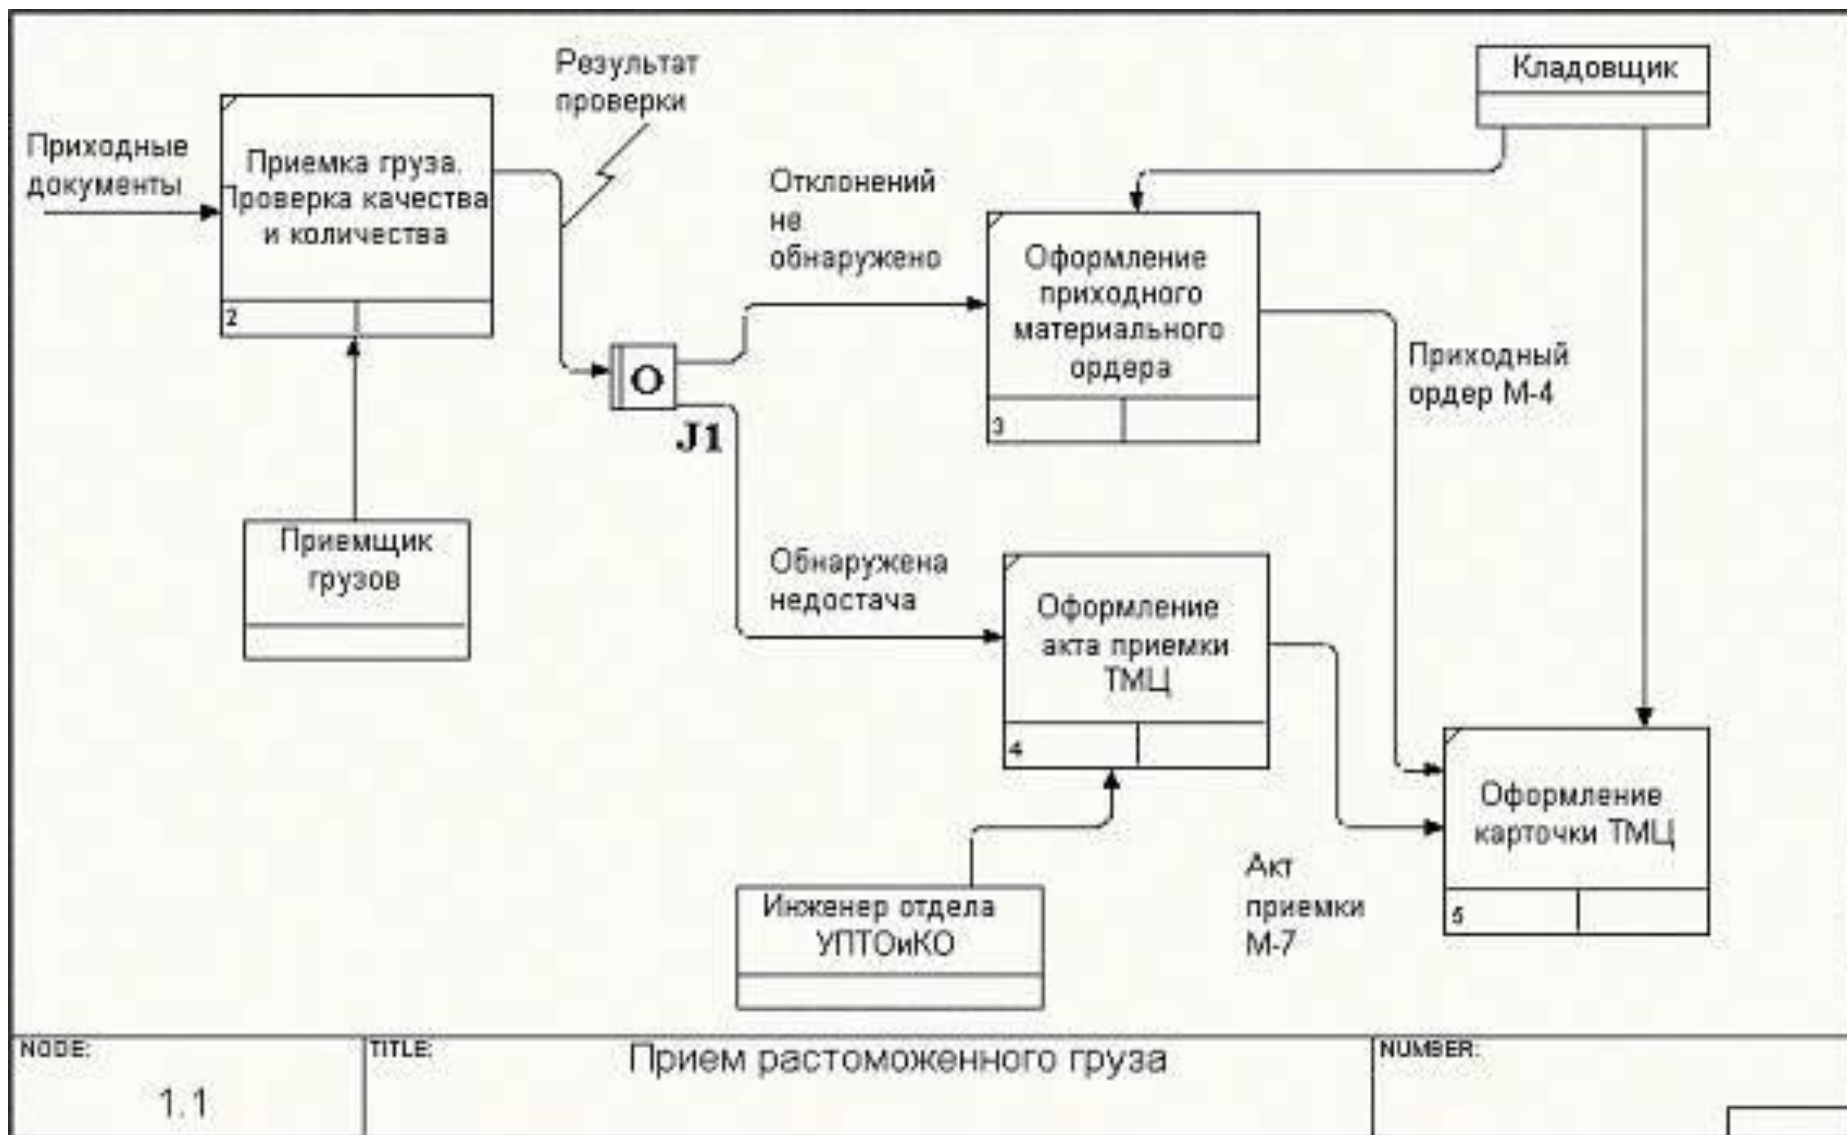 Приходные
документы
Приемка груза.
Проверка качества
и количества
2
Результат
проверки
Приемщик
грузов
O
J1
Отклонений
не
обнаружено
Обнаружена
недостача
Кладовщик
Оформление
приходного
материального
ордера
3
Приходный
ордер М-4
Оформление
акта приемки
ТМЦ
4
Инженер отдела
УПТОиКО
Акт
приемки
М-7
Оформление
карточки ТМЦ
5
NODE:
1.1
TITLE:
Прием растоможенного груза
NUMBER: